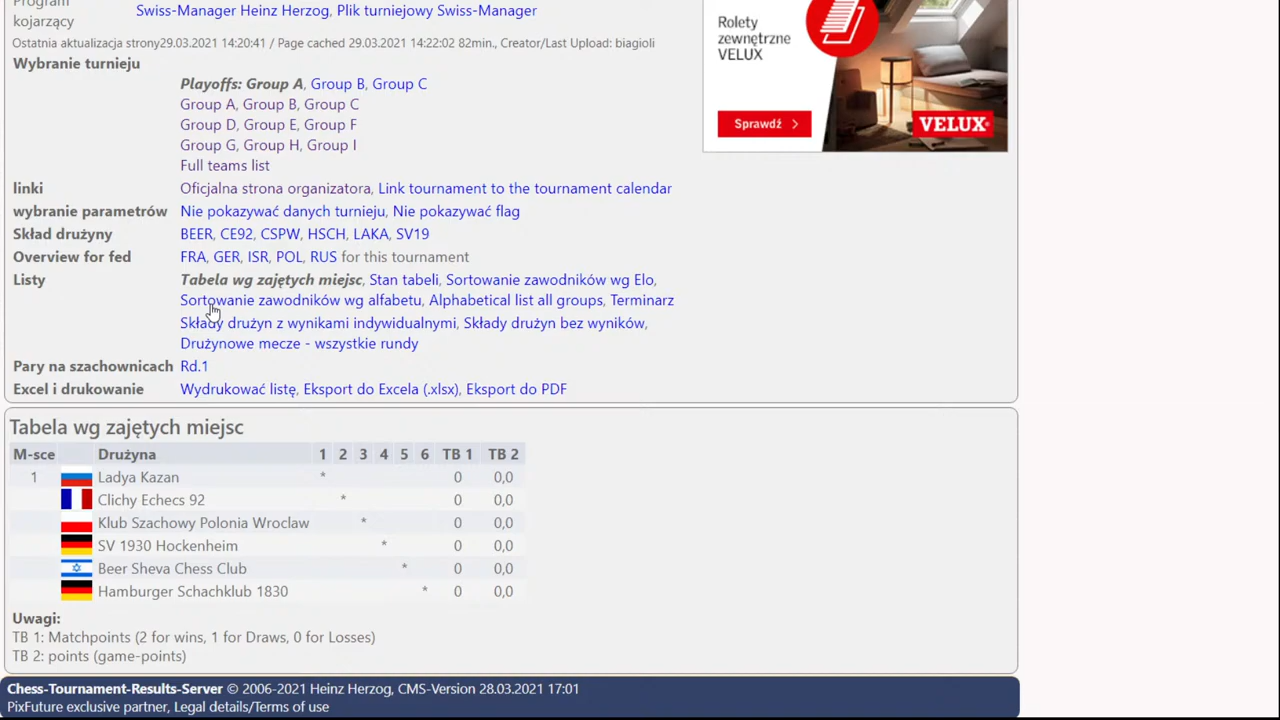 Program
kojarzący
Swiss-Manager Heinz Herzog, Plik turniejowy Swiss-Manager
Ostatnia aktualizacja strony29.03.2021 14:20:41 / Page cached 29.03.2021 14:22:02 82min., Creator/Last Upload: biagioli
Wybranie turnieju
Playoffs: Group A, Group B, Group C
Group A, Group B, Group C
Group D, Group E, Group F
Group G, Group H, Group I
Full teams list
linki Oficjalna strona organizatora, Link tournament to the tournament calendar
wybranie parametrów Nie pokazywać danych turnieju, Nie pokazywać flag
Skład drużyny BEER, CE92, CSPW, HSCH, LAKA, SV19
Overview for fed FRA, GER, ISR, POL, RUS for this tournament
Listy Tabela wg zajętych miejsc, Stan tabeli, Sortowanie zawodników wg Elo,
Sortowanie zawodników wg alfabetu, Alphabetical list all groups, Terminarz
Składy drużyn z wynikami indywidualnymi, Składy drużyn bez wyników,
Drużynowe mecze - wszystkie rundy
Pary na szachownicach Rd.1
Excel i drukowanie Wydrukować listę, Eksport do Excela (.xlsx), Eksport do PDF
Rolety
zewnętrzne
VELUX
Sprawdź
VELUX
Tabela wg zajętych miejsc
M-sce Drużyna 1 2 3 4 5 6 TB 1 TB 2
1 Ladya Kazan * 0 0,0
Clichy Echecs 92 * 0 0,0
Klub Szachowy Polonia Wroclaw * 0 0,0
SV 1930 Hockenheim * 0 0,0
Beer Sheva Chess Club * 0 0,0
Hamburger Schachklub 1830 * 0 0,0
Uwagi:
TB 1: Matchpoints (2 for wins, 1 for Draws, 0 for Losses)
TB 2: points (game-points)
Chess-Tournament-Results-Server © 2006-2021 Heinz Herzog, CMS-Version 28.03.2021 17:01
PixFuture exclusive partner, Legal details/Terms of use